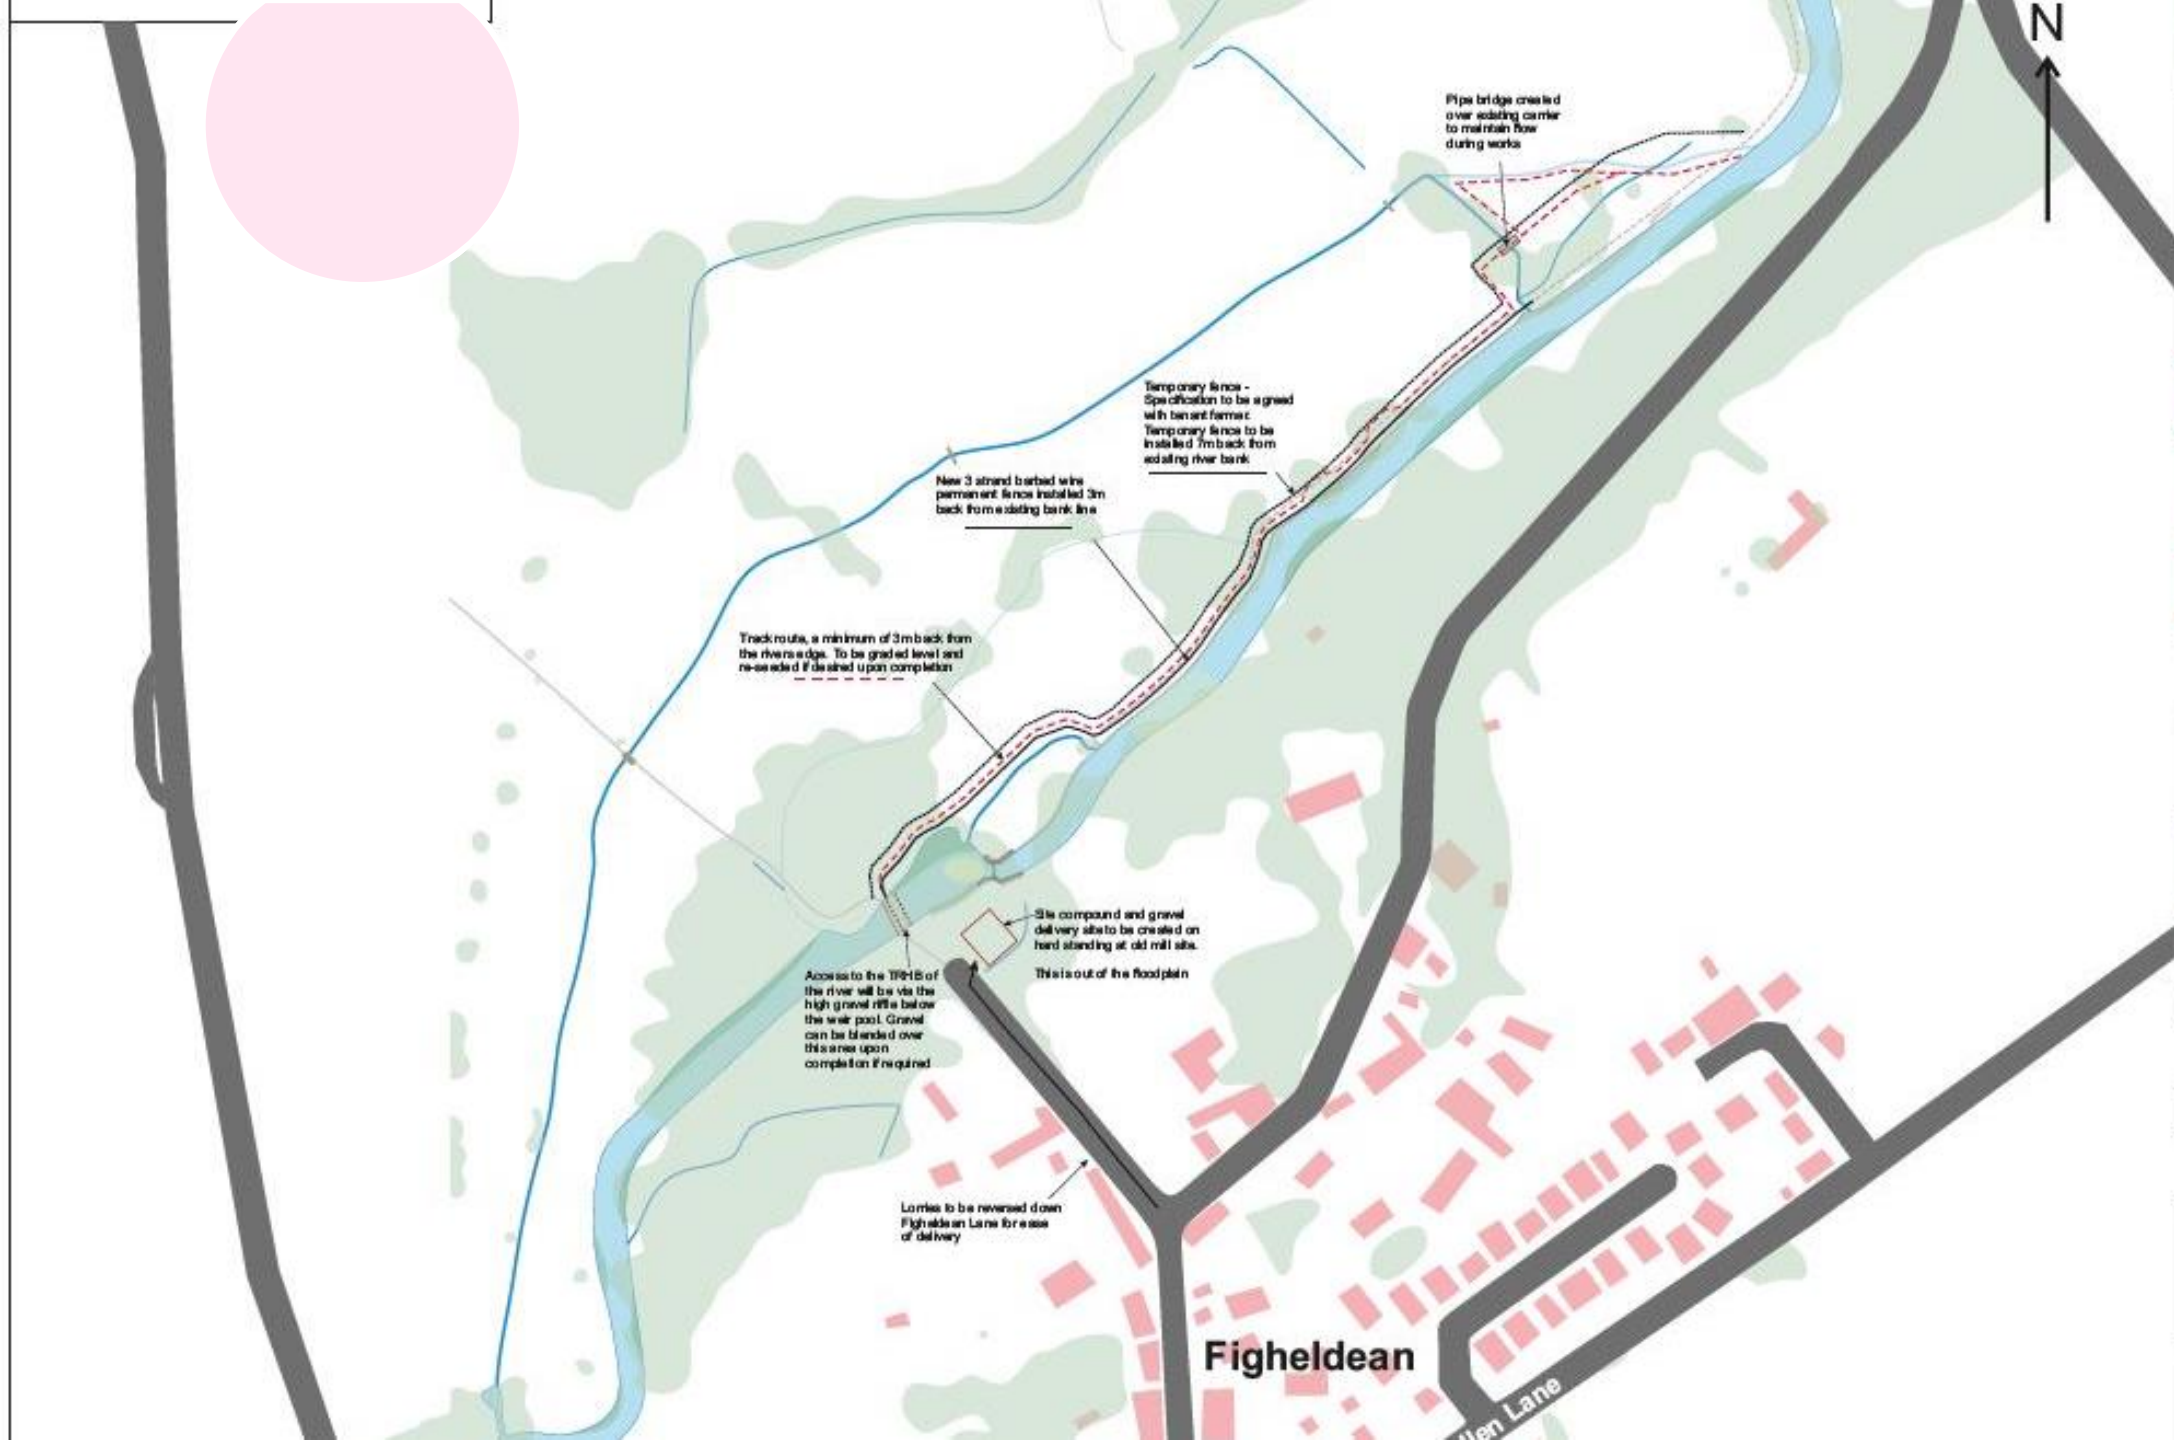 N
Pipe bridge created
over existing carrier
to maintain flow
during works
Temporary fence -
Specification to be agreed
with tenant farmer.
Temporary fence to be
installed 7m back from
existing river bank
New 3 strand barbed wire
permanent fence installed 3m
back from existing bank line
Track route, a minimum of 3m back from
the rivers edge. To be graded level and
re-seeded if desired upon completion
Site compound and gravel
delivery site to be created on
hard standing at old mill site.
This is out of the floodplain
Access to the TRHB of
the river will be via the
high gravel riffle below
the weir pool. Gravel
can be blended over
this area upon
completion if required
Lorries to be reversed down
Figheldean Lane for ease
of delivery
Figheldean
llen Lane